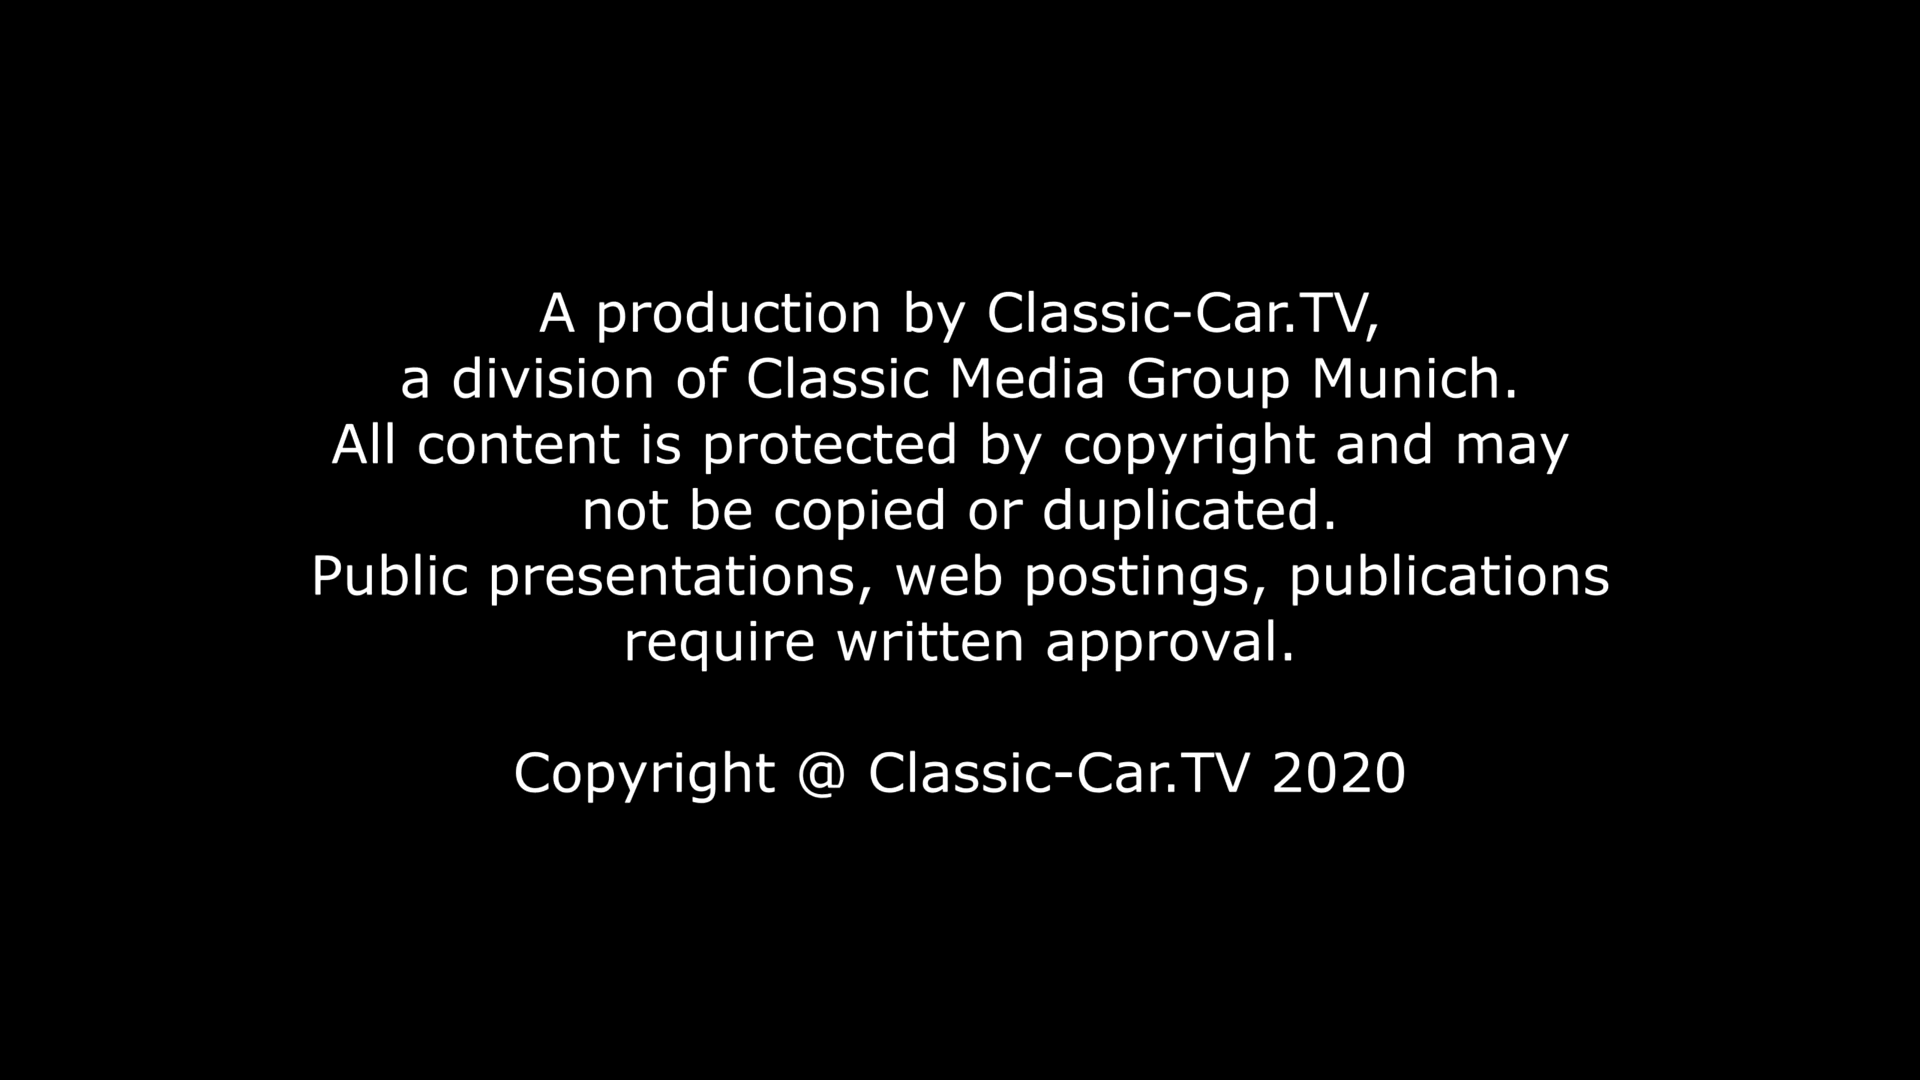 A production by Classic-Car.TV,
a division of Classic Media Group Munich.
All content is protected by copyright and may
not be copied or duplicated.
Public presentations, web postings, publications
require written approval.
Copyright @ Classic-Car.TV 2020